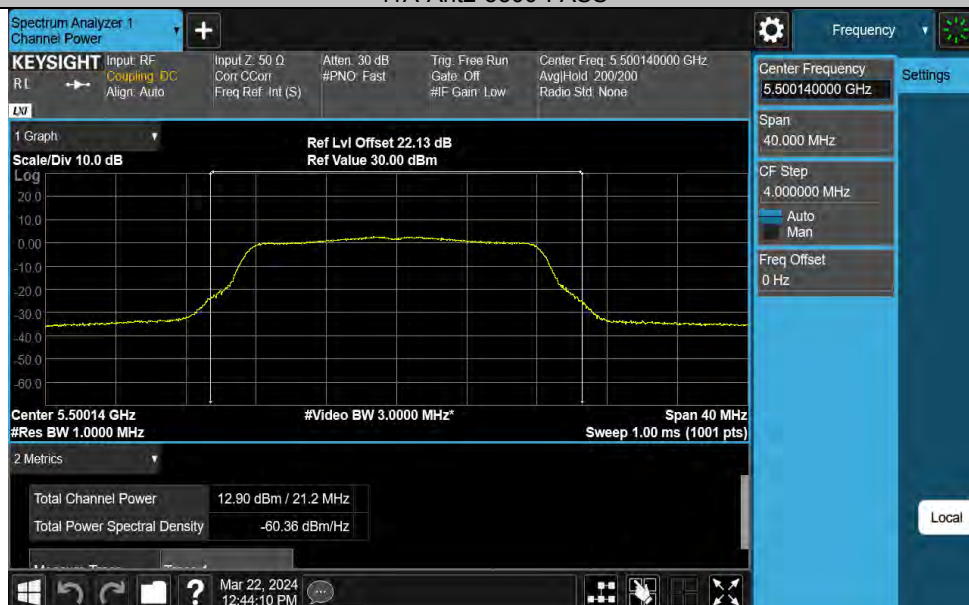 Spectrum Analyzer 1
Channel Power
Frequency
KEYSIGHT
Input: RF
Coupling: DC
Align: Auto
Input Z: 50 Ω
Corr CCorr
Freq Ref: Int (S)
Atten: 30 dB
#PNO: Fast
Trig: Free Run
Gate: Off
#IF Gain: Low
Center Freq: 5.500140000 GHz
Avg|Hold: 200/200
Radio Std: None
LXI
Center Frequency
5.500140000 GHz
Settings
Span
40.000 MHz
CF Step
4.000000 MHz
Auto
Man
Freq Offset
0 Hz
1 Graph
Scale/Div 10.0 dB
Ref Lvl Offset 22.13 dB
Ref Value 30.00 dBm
Log
20.0
10.0
0.00
-10.0
-20.0
-30.0
-40.0
-50.0
-60.0
Center 5.50014 GHz
#Video BW 3.0000 MHz*
Span 40 MHz
#Res BW 1.0000 MHz
Sweep 1.00 ms (1001 pts)
2 Metrics
Total Channel Power 12.90 dBm / 21.2 MHz
Total Power Spectral Density -60.36 dBm/Hz
Local
?
Mar 22, 2024
12:44:10 PM